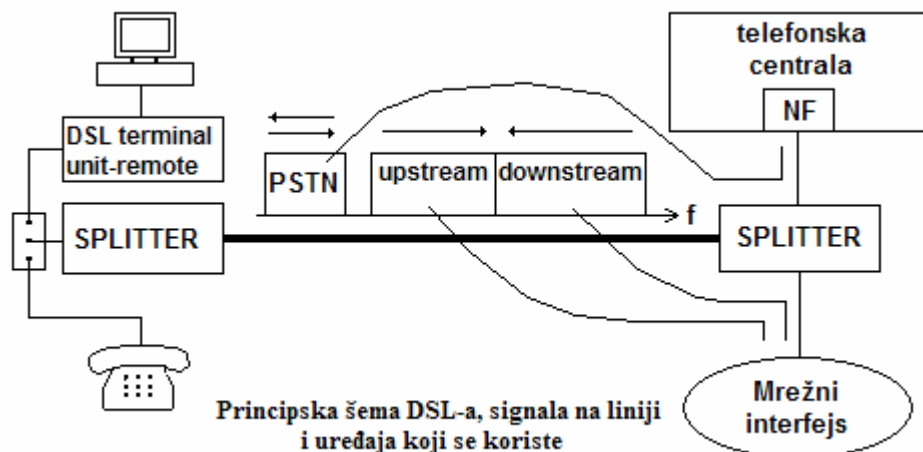 telefonska
centrala
NF
DSL terminal
unit-remote
PSTN
upstream
downstream
f
SPLITTER
SPLITTER
Mrežni
interfejs
Principska šema DSL-a, signala na liniji
i uređaja koji se koriste